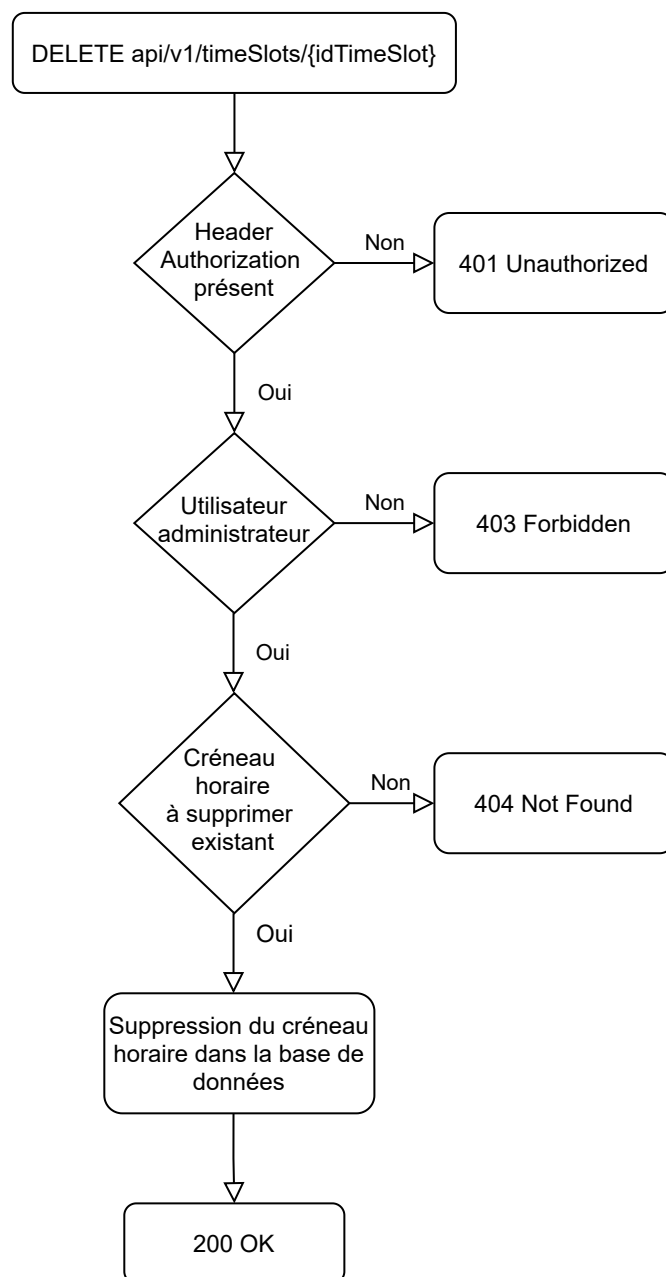 DELETE api/v1/timeSlots/{idTimeSlot}
Header
Authorization
présent
Non
401 Unauthorized
Oui
Utilisateur
administrateur
Non
403 Forbidden
Oui
Créneau
horaire
à supprimer
existant
Non
404 Not Found
Oui
Suppression du créneau
horaire dans la base de
données
200 OK